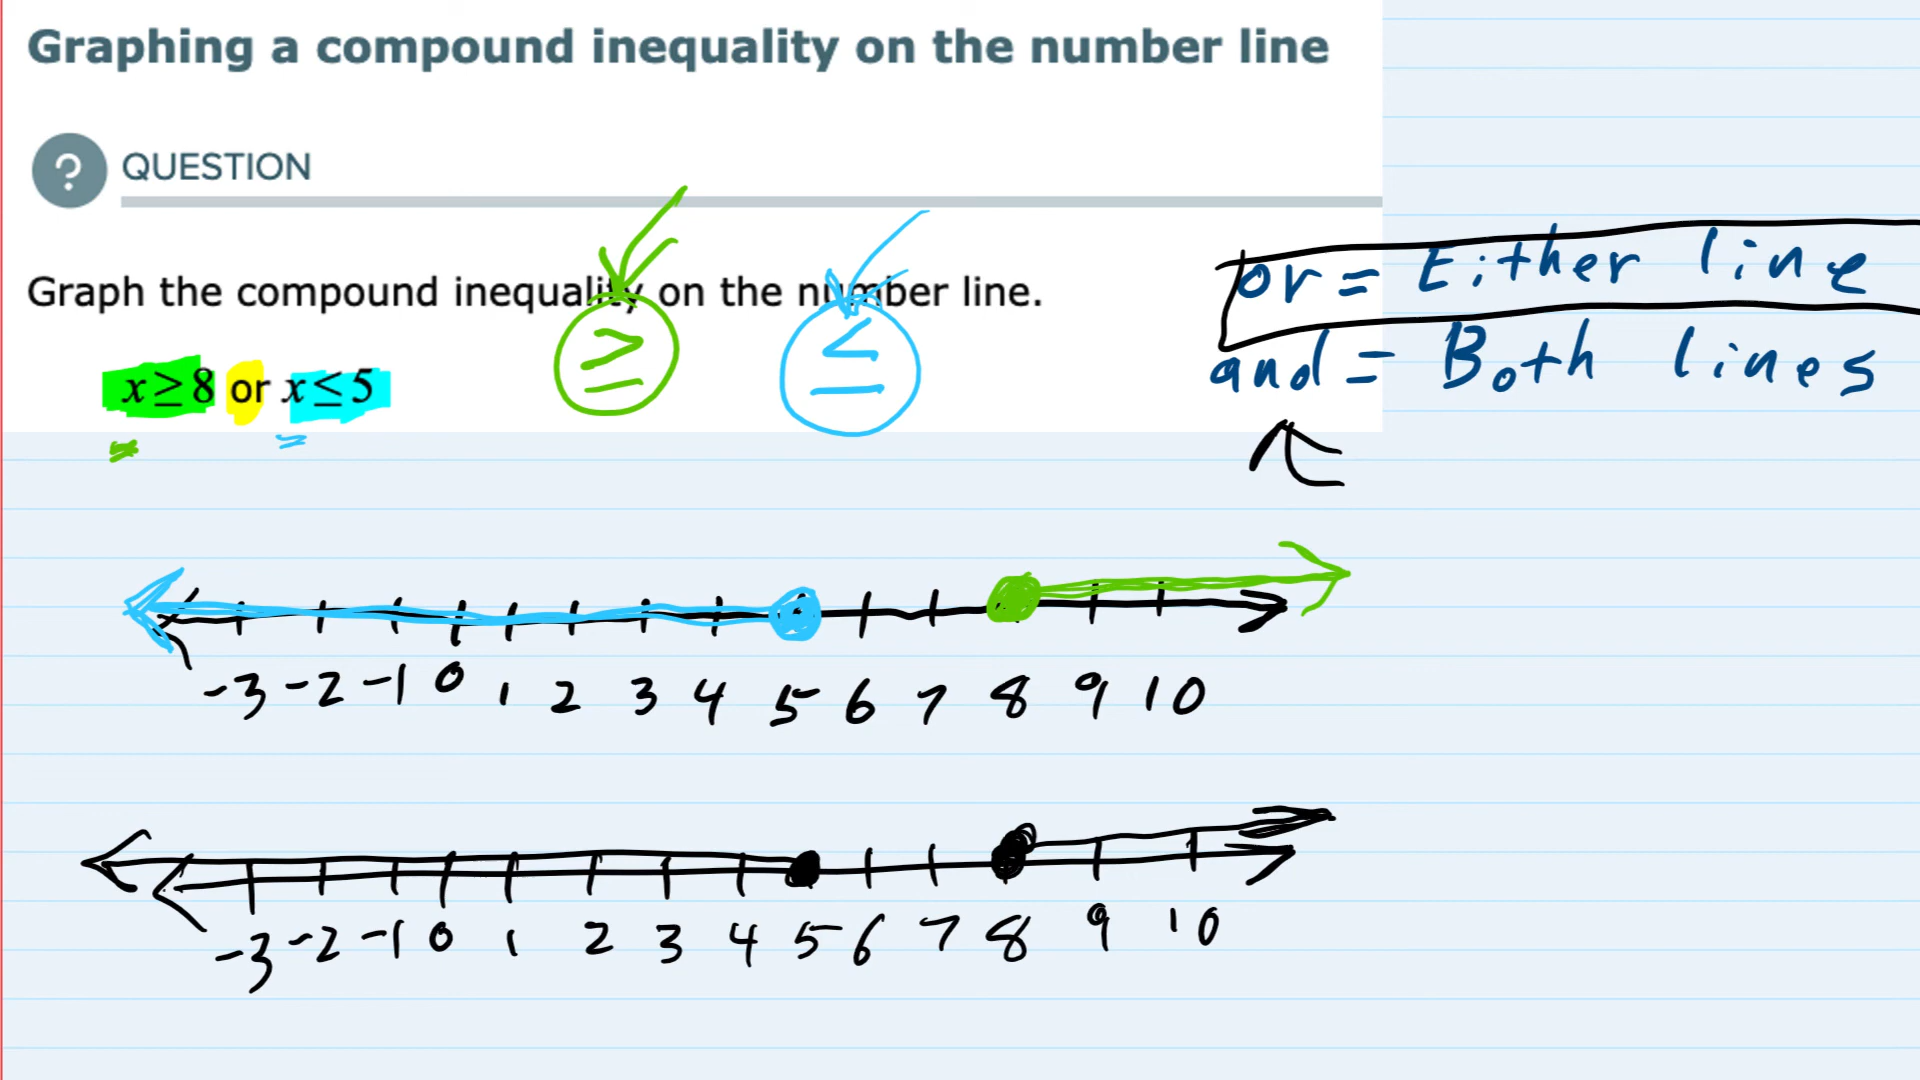 Graphing a compound inequality on the number line
? QUESTION
Graph the compound inequality on the number line.
≥ ≤
or = Either line
and = Both lines
x ≥ 8 or x ≤ 5
-3 -2 -1 0 1 2 3 4 5 6 7 8 9 10
-3 -2 -1 0 1 2 3 4 5 6 7 8 9 10